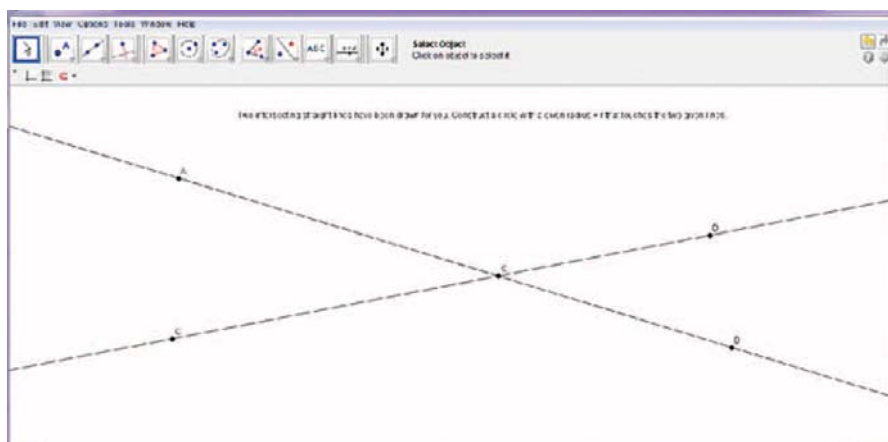 File Edit View Options Tools Window Help
A
ABC
Select Object
Click on object to select it
Two intersecting straight lines have been drawn for you. Construct a circle with a given radius that touches the two given lines.
A
D
C